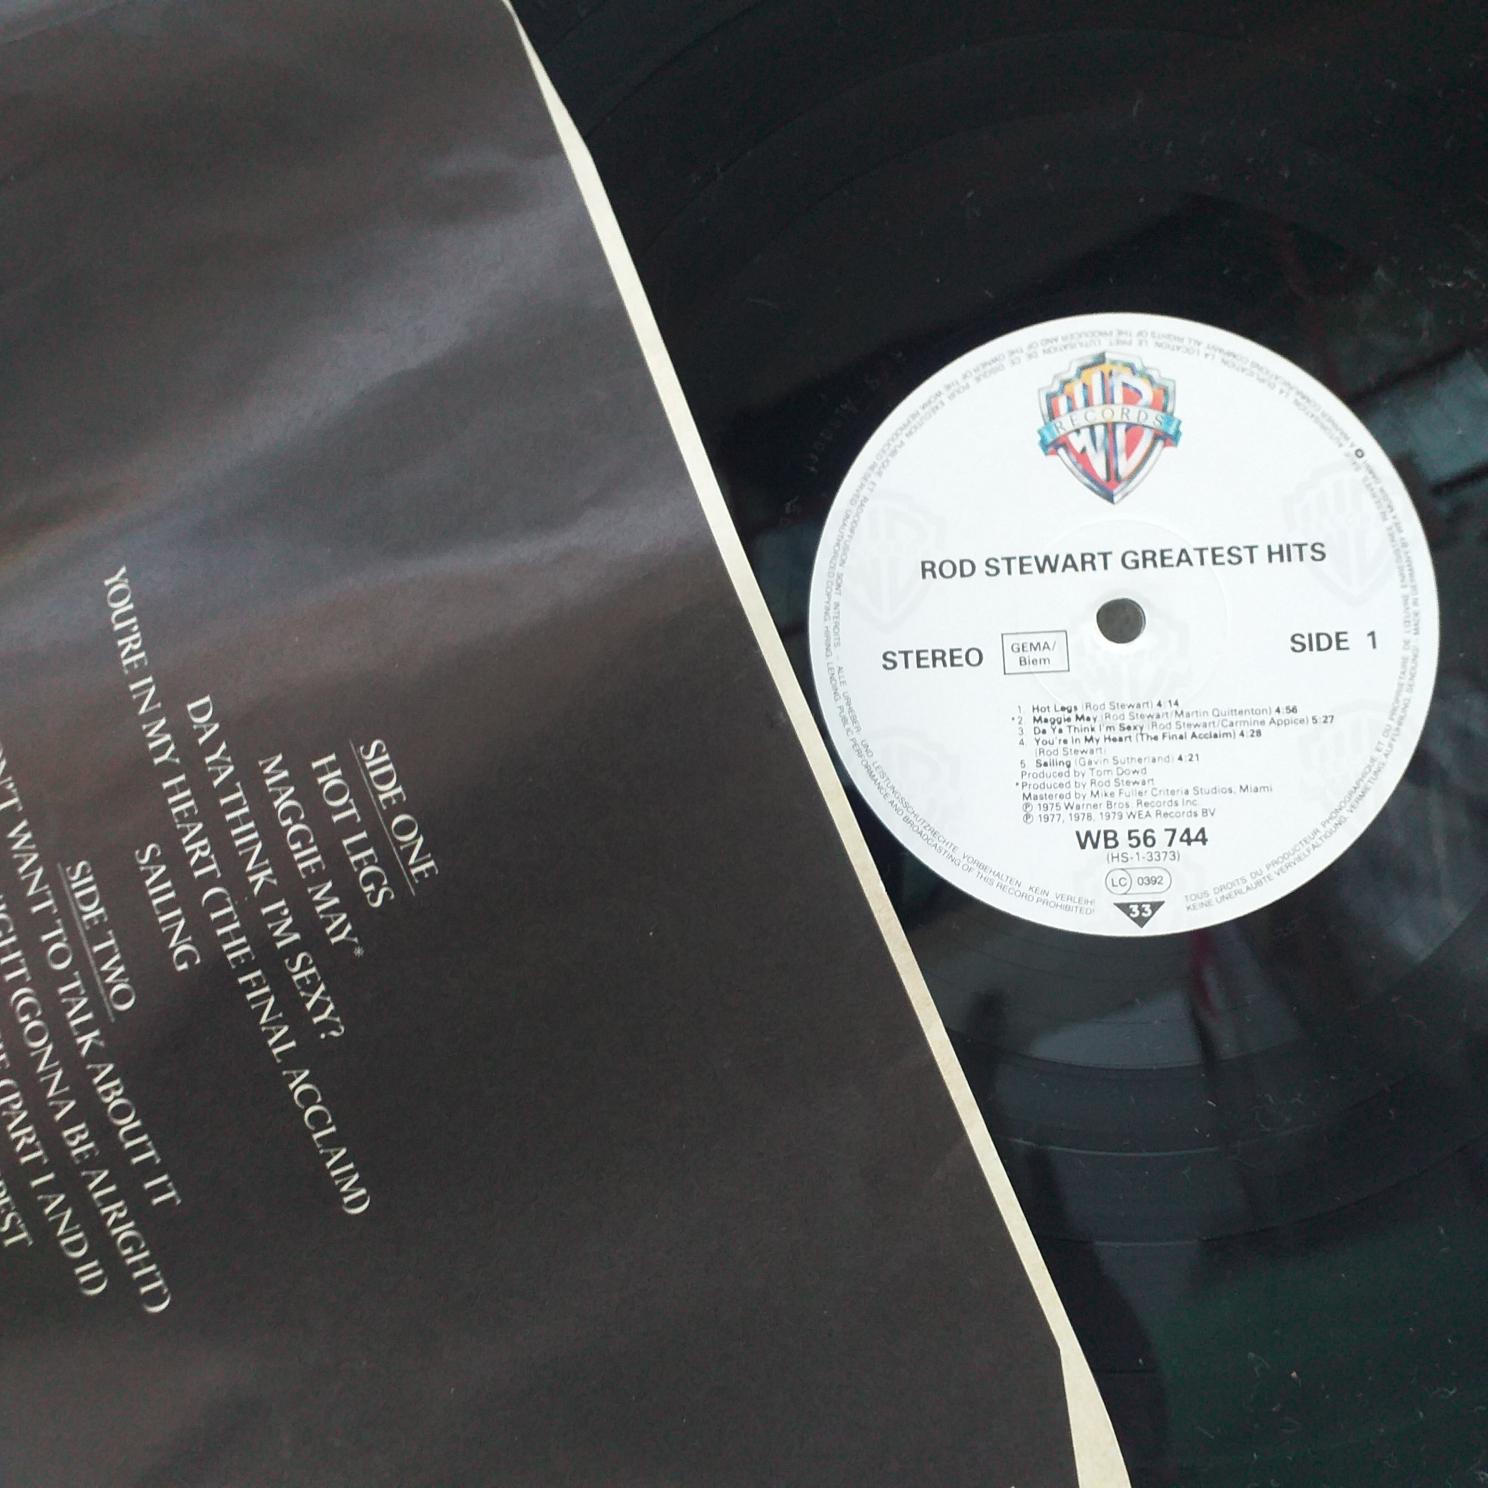 RECORDS
ROD STEWART GREATEST HITS
STEREO
GEMA/
Biem
SIDE 1
1. Hot Legs (Rod Stewart) 4:14
*2. Maggie May (Rod Stewart/Martin Quittenton) 4:56
3. Da Ya Think I'm Sexy (Rod Stewart/Carmine Appice) 5:27
4. You're In My Heart (The Final Acclaim) 4:28
(Rod Stewart)
5. Sailing (Gavin Sutherland) 4:21
Produced by Tom Dowd
*Produced by Rod Stewart
Mastered by Mike Fuller Criteria Studios, Miami
℗ 1975 Warner Bros. Records Inc.
℗ 1977, 1978, 1979 WEA Records BV
WB 56 744
(HS-1-3373)
LC 0392
33
SIDE ONE
HOT LEGS
MAGGIE MAY*
DA YA THINK I'M SEXY?
YOU'RE IN MY HEART (THE FINAL ACCLAIM)
SAILING
SIDE TWO
WANT TO TALK ABOUT IT
(GONNA BE ALRIGHT)
(PART I AND II)